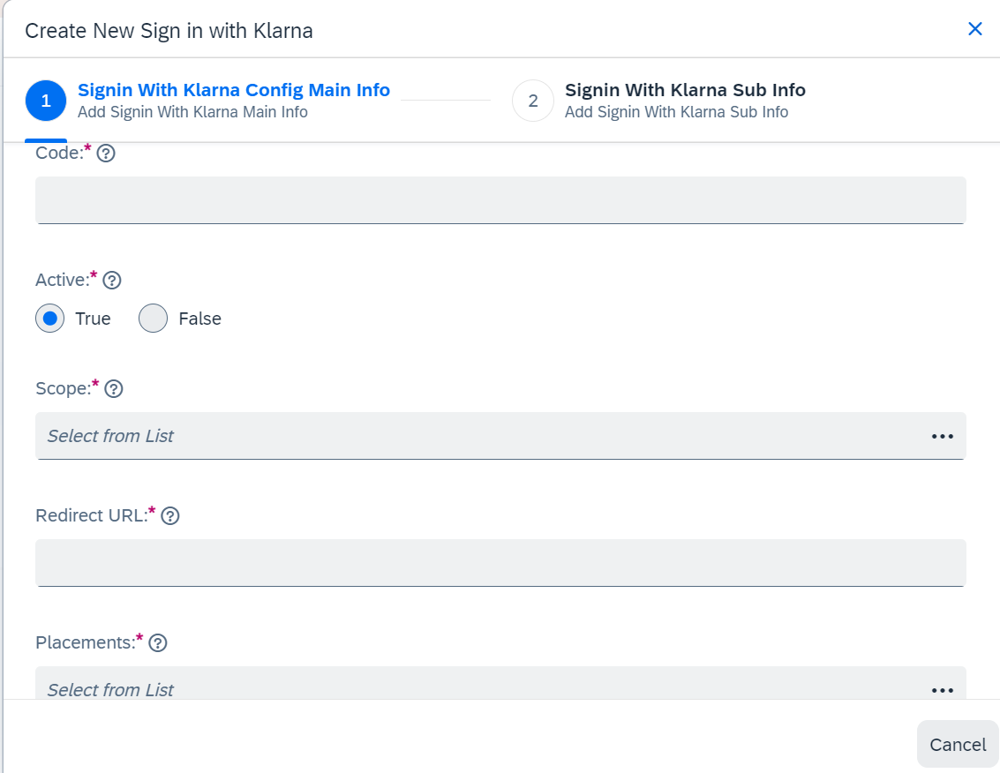 Create New Sign in with Klarna
1
Signin With Klarna Config Main Info
Add Signin With Klarna Main Info
2
Signin With Klarna Sub Info
Add Signin With Klarna Sub Info
Code:*
Active:*
True
False
Scope:*
Select from List
Redirect URL:*
Placements:*
Select from List
Cancel